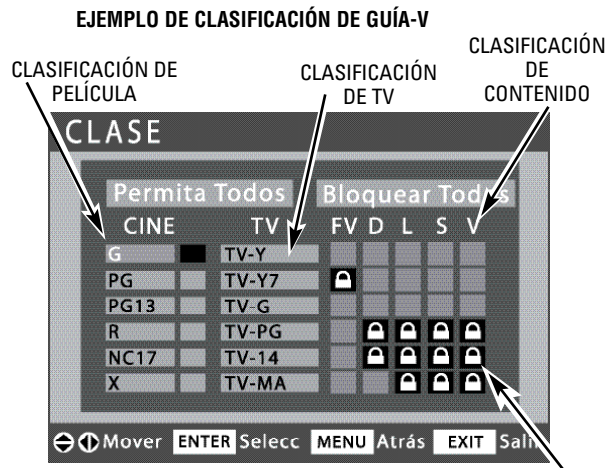 EJEMPLO DE CLASIFICACIÓN DE GUÍA-V
CLASIFICACIÓN DE
PELÍCULA
CLASIFICACIÓN
DE TV
CLASIFICACIÓN
DE
CONTENIDO
CLASE
Permita Todos Bloquear Todos
CINE TV FV D L S V
G TV-Y
PG TV-Y7
PG13 TV-G
R TV-PG
NC17 TV-14
X TV-MA
Mover ENTER Selecc MENU Atrás EXIT Sali